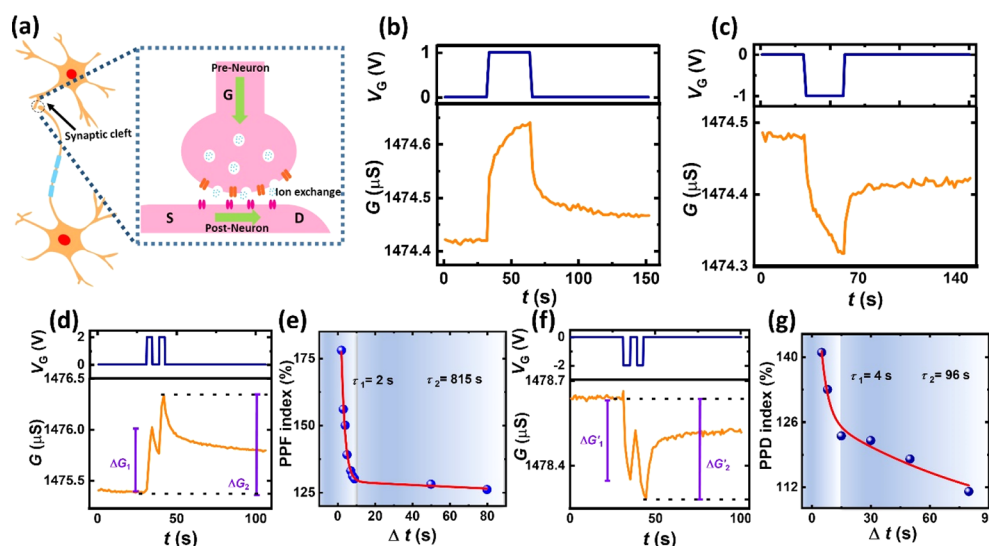 (a)
Synaptic cleft
Pre-Neuron
G
Ion exchange
S
D
Post-Neuron
(b)
V_G (V)
1
0
G (μS)
1474.6
1474.5
1474.4
0
50
100
150
t (s)
(c)
V_G (V)
0
-1
G (μS)
1474.5
1474.4
1474.3
0
70
140
t (s)
(d)
V_G (V)
2
0
G (μS)
1476.5
1476.0
1475.5
ΔG₁
ΔG₂
0
50
100
t (s)
(e)
PPF index (%)
175
150
125
τ₁= 2 s
τ₂= 815 s
0
20
40
60
80
Δ t (s)
(f)
V_G (V)
0
-2
G (μS)
1478.7
1478.4
ΔG'₁
ΔG'₂
0
50
100
t (s)
(g)
PPD index (%)
140
126
112
τ₁= 4 s
τ₂= 96 s
0
30
60
90
Δ t (s)